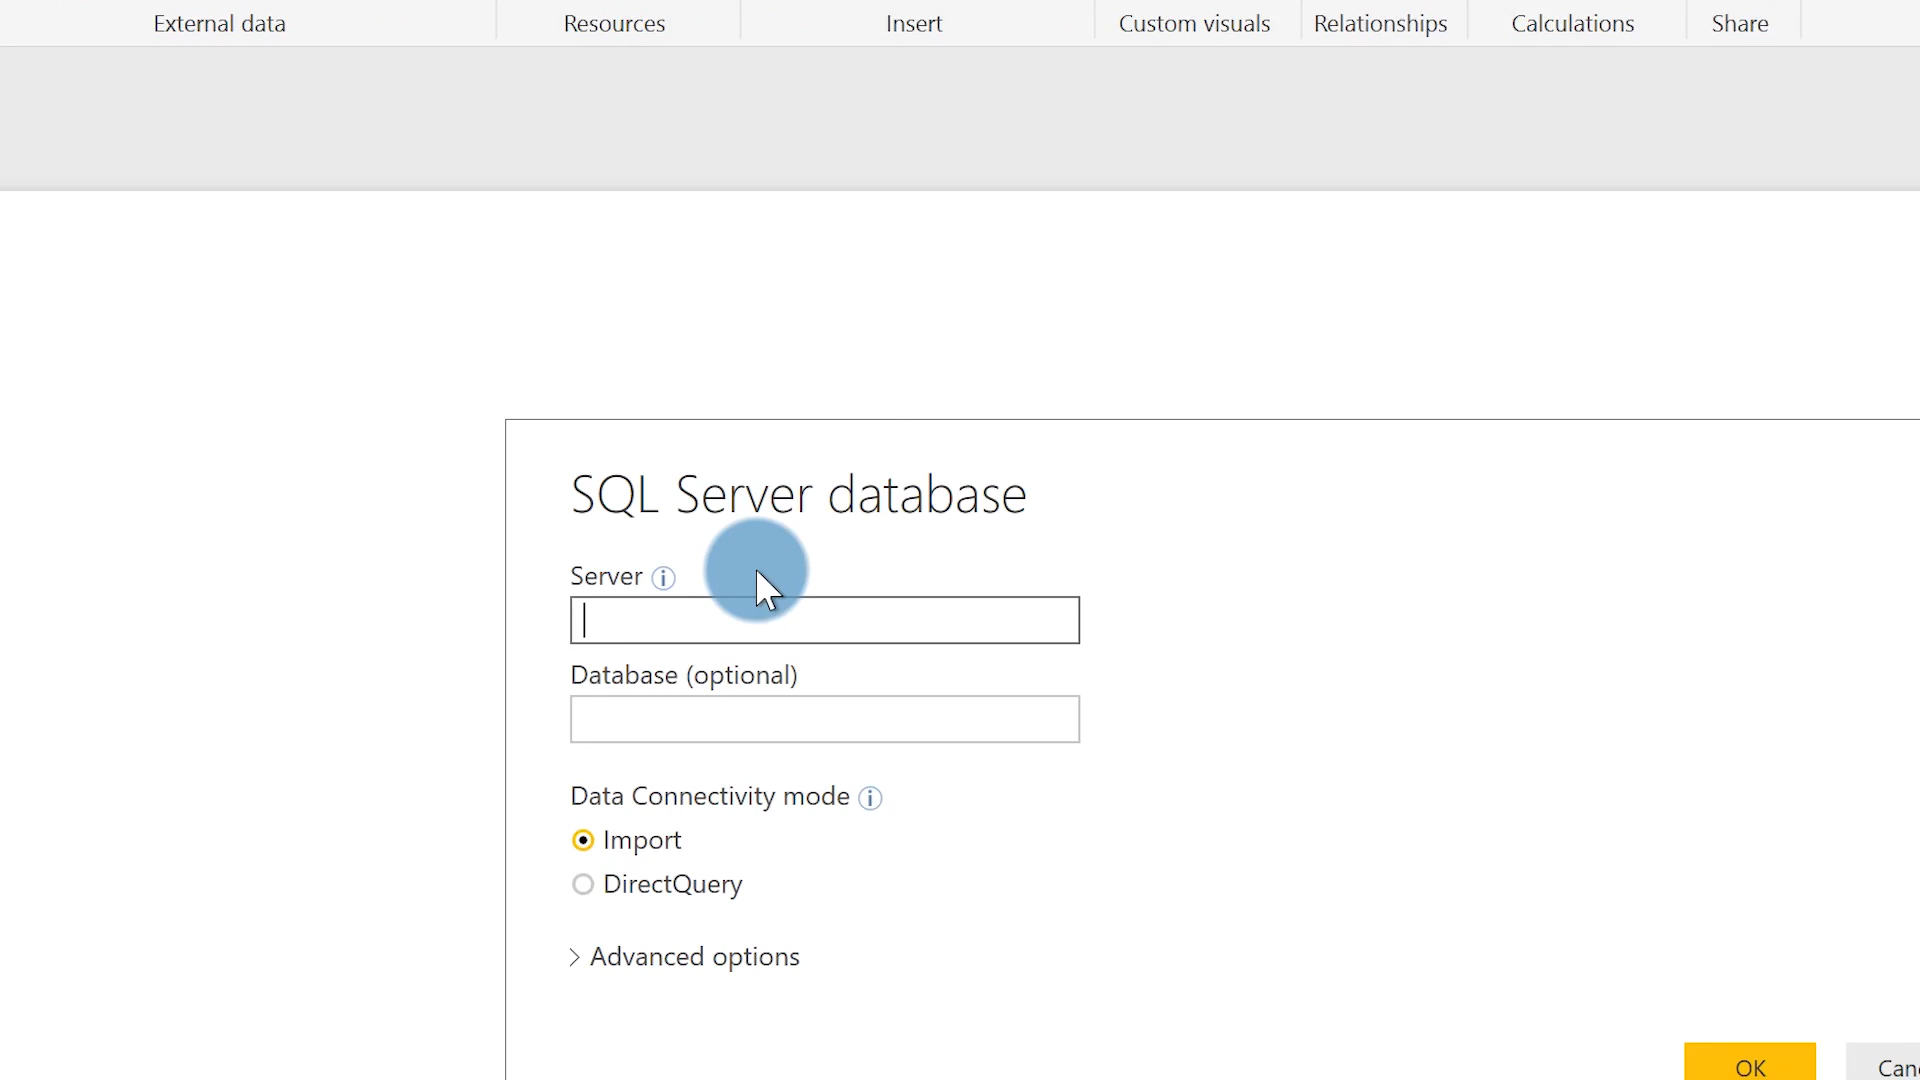 External data Resources Insert Custom visuals Relationships Calculations Share
SQL Server database
Server
Database (optional)
Data Connectivity mode
Import
DirectQuery
Advanced options
OK